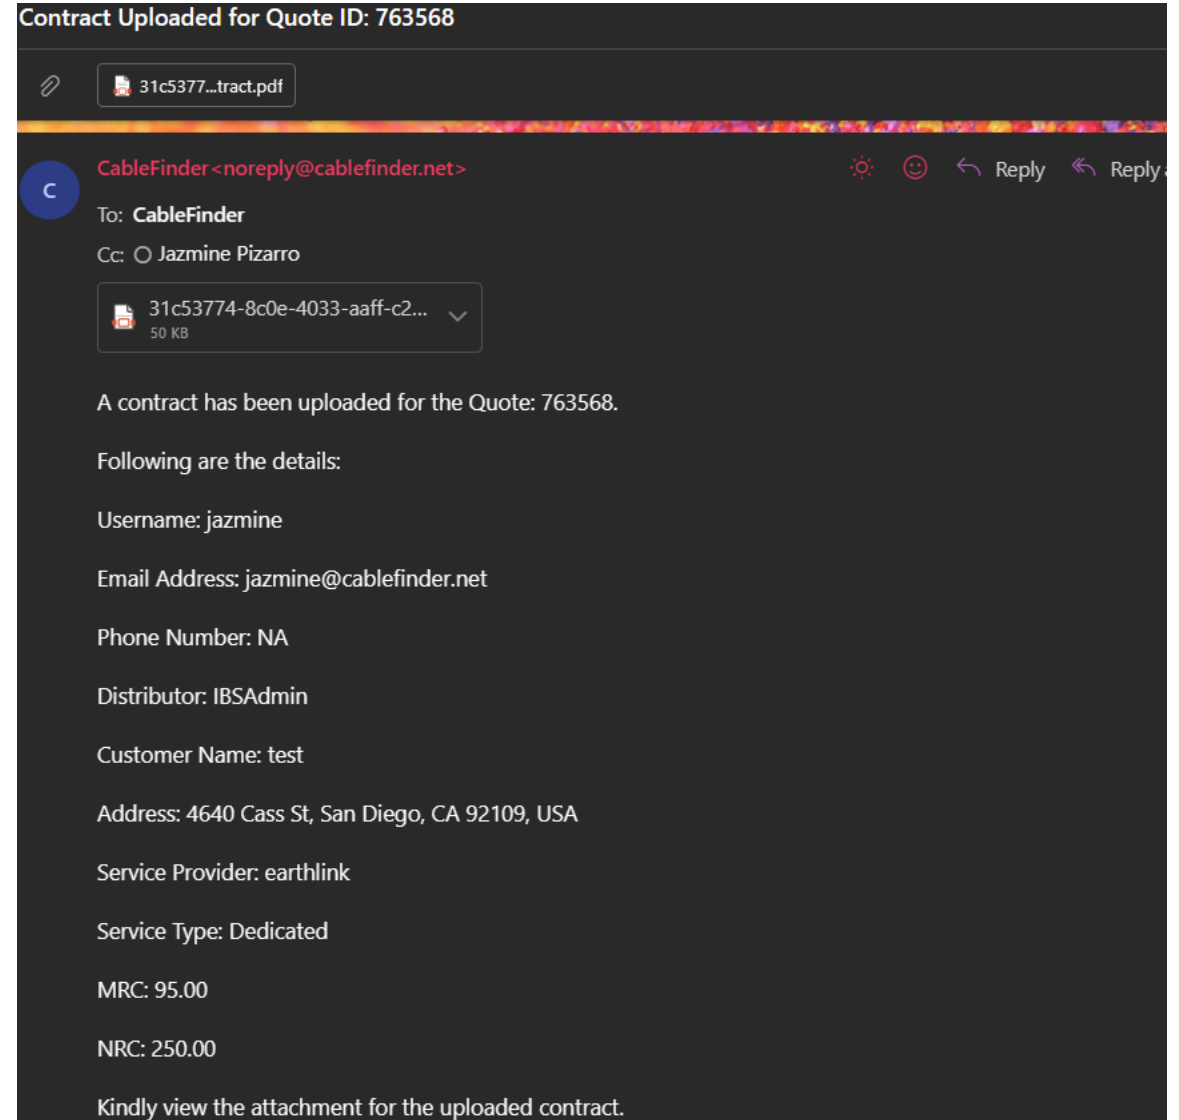 Contract Uploaded for Quote ID: 763568
31c5377...tract.pdf
CableFinder<noreply@cablefinder.net>
Reply
Reply
C
To: CableFinder
Cc: Jazmine Pizarro
31c53774-8c0e-4033-aaff-c2...
50 KB
A contract has been uploaded for the Quote: 763568.
Following are the details:
Username: jazmine
Email Address: jazmine@cablefinder.net
Phone Number: NA
Distributor: IBSAdmin
Customer Name: test
Address: 4640 Cass St, San Diego, CA 92109, USA
Service Provider: earthlink
Service Type: Dedicated
MRC: 95.00
NRC: 250.00
Kindly view the attachment for the uploaded contract.